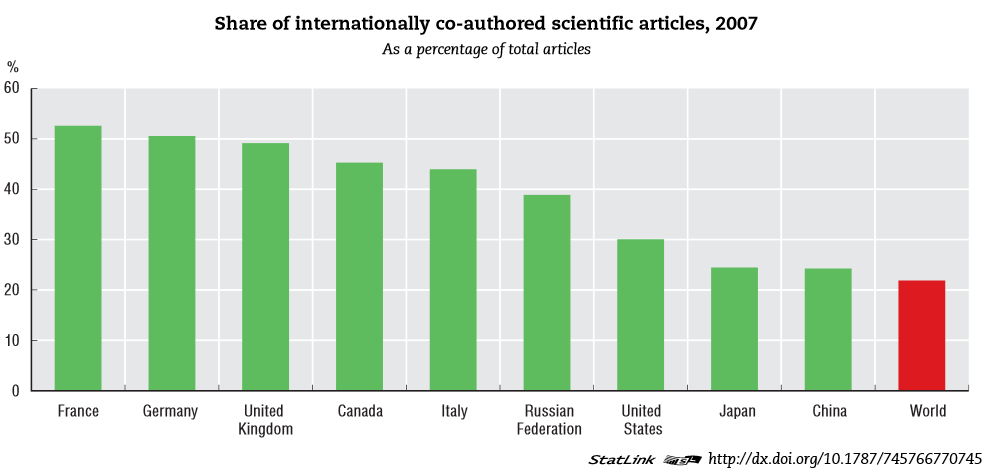 Share of internationally co-authored scientific articles, 2007
As a percentage of total articles
%
60
50
40
30
20
10
0
France
Germany
United
Kingdom
Canada
Italy
Russian
Federation
United
States
Japan
China
World
StatLink http://dx.doi.org/10.1787/745766770745